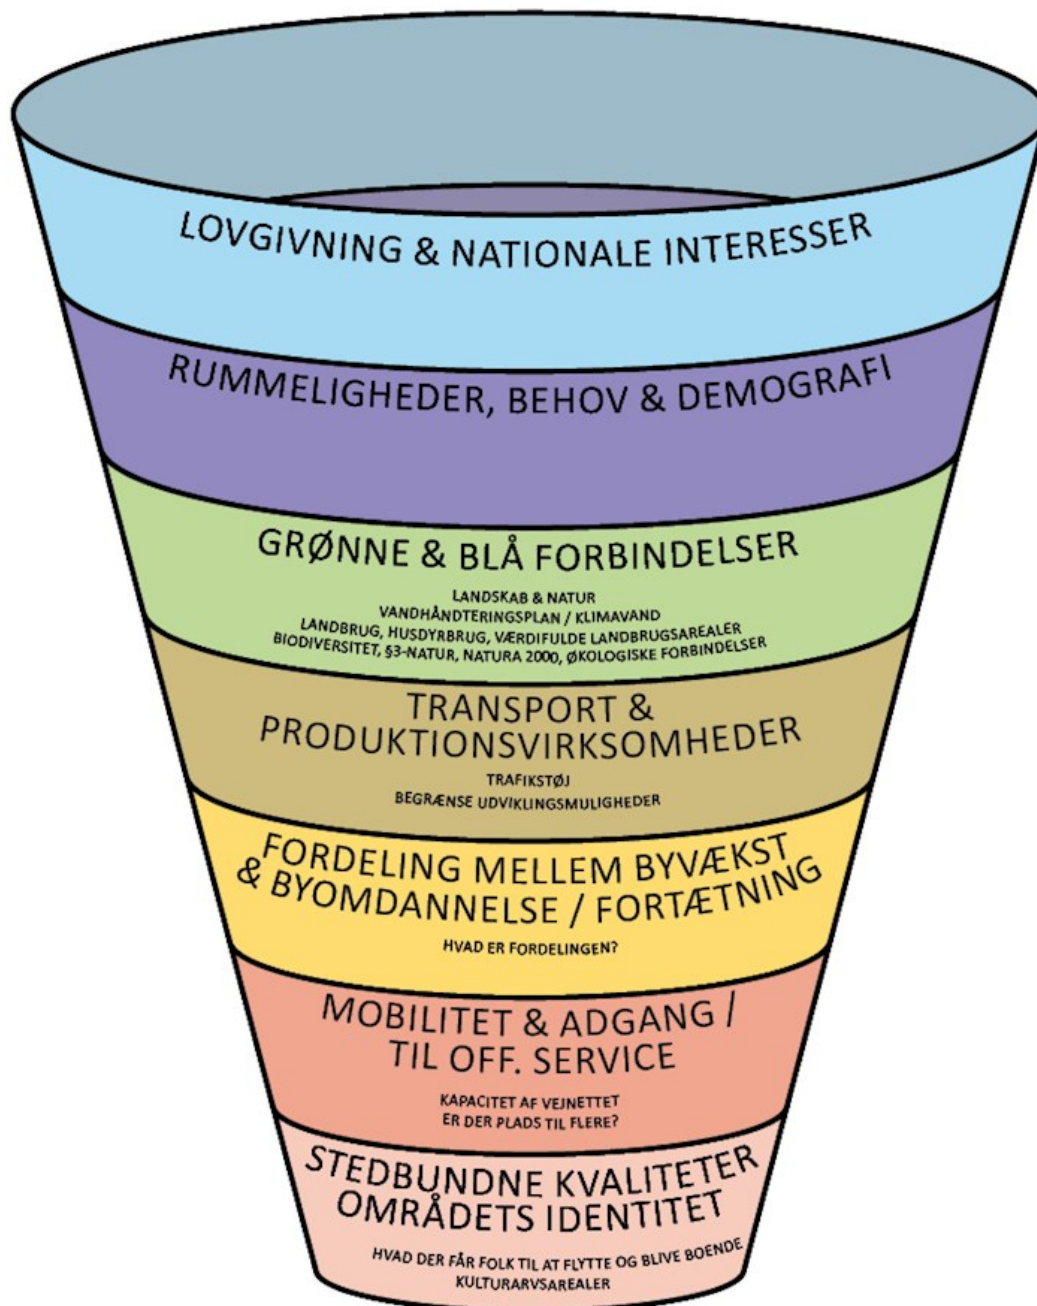 LOVGIVNING & NATIONALE INTERESSER
RUMMELIGHEDER, BEHOV & DEMOGRAFI
GRØNNE & BLÅ FORBINDELSER
LANDSKAB & NATUR
VANDHÅNDTERINGSPLAN / KLIMAVAND
LANDBRUG, HUSDYRBRUG, VÆRDIFULDE LANDBRUGSAREALER
BIODIVERSITET, §3-NATUR, NATURA 2000, ØKOLOGISKE FORBINDELSER
TRANSPORT &
PRODUKTIONSVIRKSOMHEDER
TRAFIKSTØJ
BEGRÆNSE UDVIKLINGSMULIGHEDER
FORDELING MELLEM BYVÆKST
& BYOMDANNELSE / FORTÆTNING
HVAD ER FORDELINGEN?
MOBILITET & ADGANG /
TIL OFF. SERVICE
KAPACITET AF VEJNETTET
ER DER PLADS TIL FLERE?
STEDBUNDNE KVALITETER
OMRÅDETS IDENTITET
HVAD DER FÅR FOLK TIL AT FLYTTE OG BLIVE BOENDE
KULTURARVSAREALER